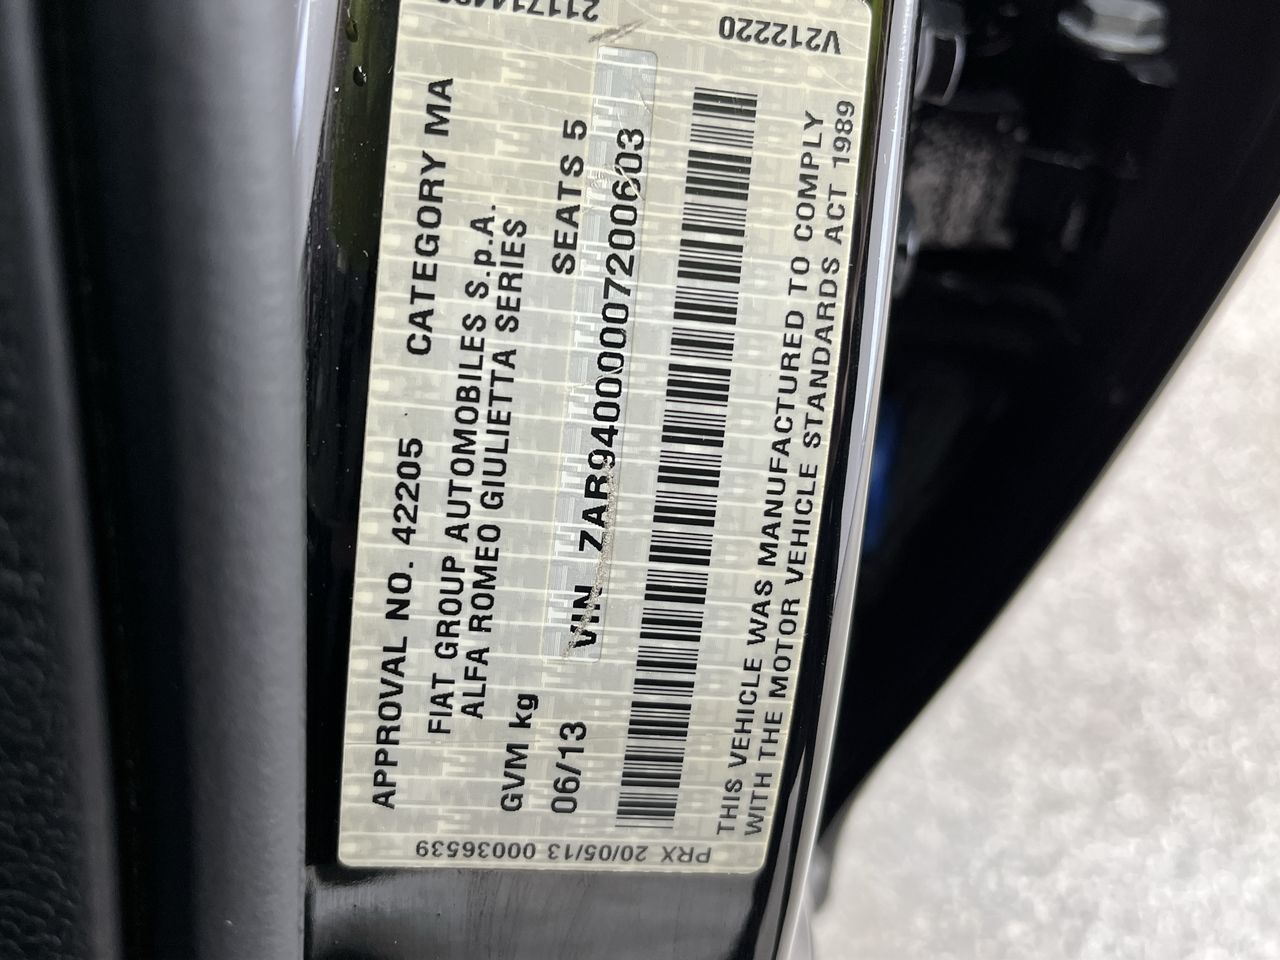 APPROVAL NO. 42205 CATEGORY MA
FIAT GROUP AUTOMOBILES S.p.A.
ALFA ROMEO GIULIETTA SERIES
GVM kg
06/13 SEATS 5
VIN ZAR94000007200603
THIS VEHICLE WAS MANUFACTURED TO COMPLY
WITH THE MOTOR VEHICLE STANDARDS ACT 1989
PRX 20/05/13 00036539
V212220